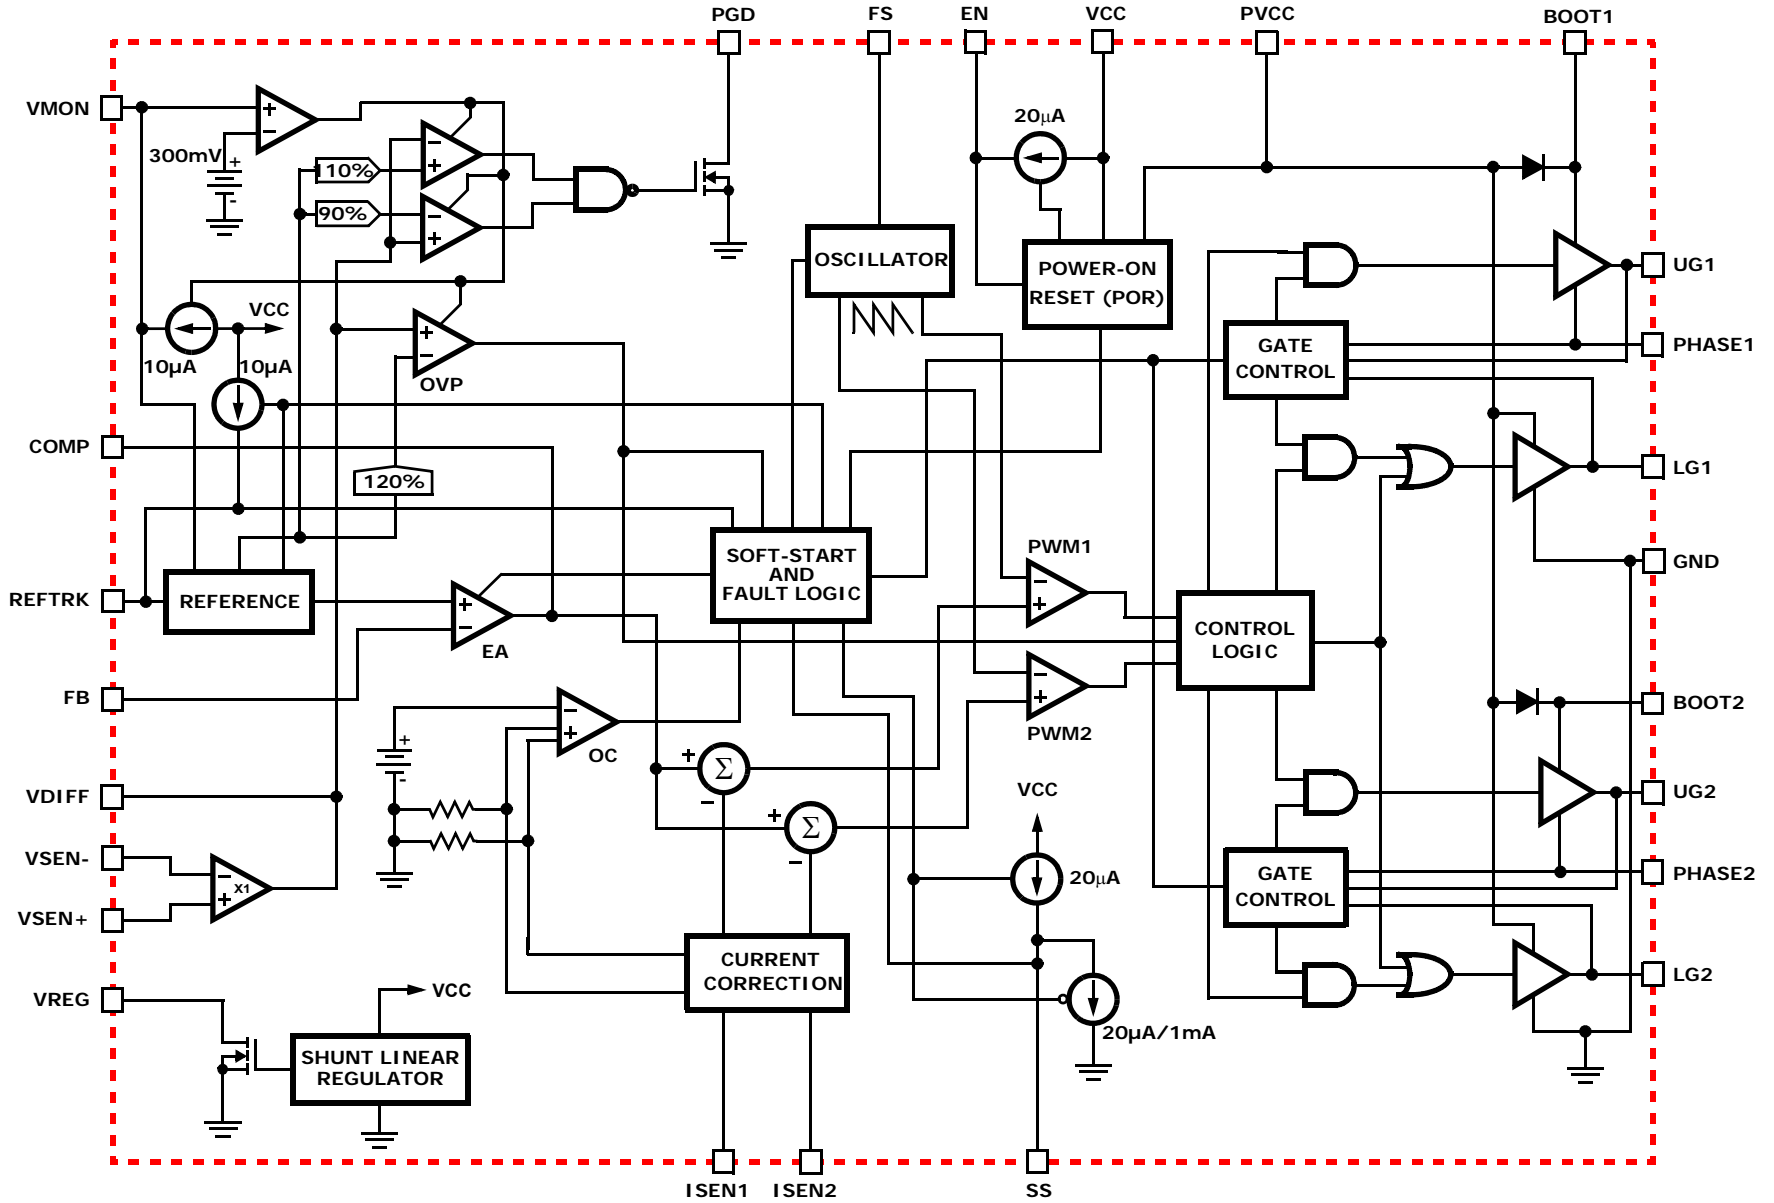 PGD FS EN VCC PVCC BOOT1
VMON
+
−
300mV
+
-
−
+
110%
90%
−
+
20µA
OSCILLATOR
POWER-ON
RESET (POR)
UG1
VCC
10µA
10µA
+
−
OVP
GATE
CONTROL
PHASE1
COMP
120%
LG1
SOFT-START
AND
FAULT LOGIC
PWM1
−
+
GND
REFTRK
REFERENCE
+
−
EA
CONTROL
LOGIC
FB
−
+
OC
+
-
−
+
PWM2
BOOT2
+
Σ
−
VDIFF
+
Σ
−
VCC
UG2
VSEN-
−
+
X1
VSEN+
20µA
GATE
CONTROL
PHASE2
CURRENT
CORRECTION
LG2
VREG
VCC
20µA/1mA
SHUNT LINEAR
REGULATOR
ISEN1 ISEN2 SS